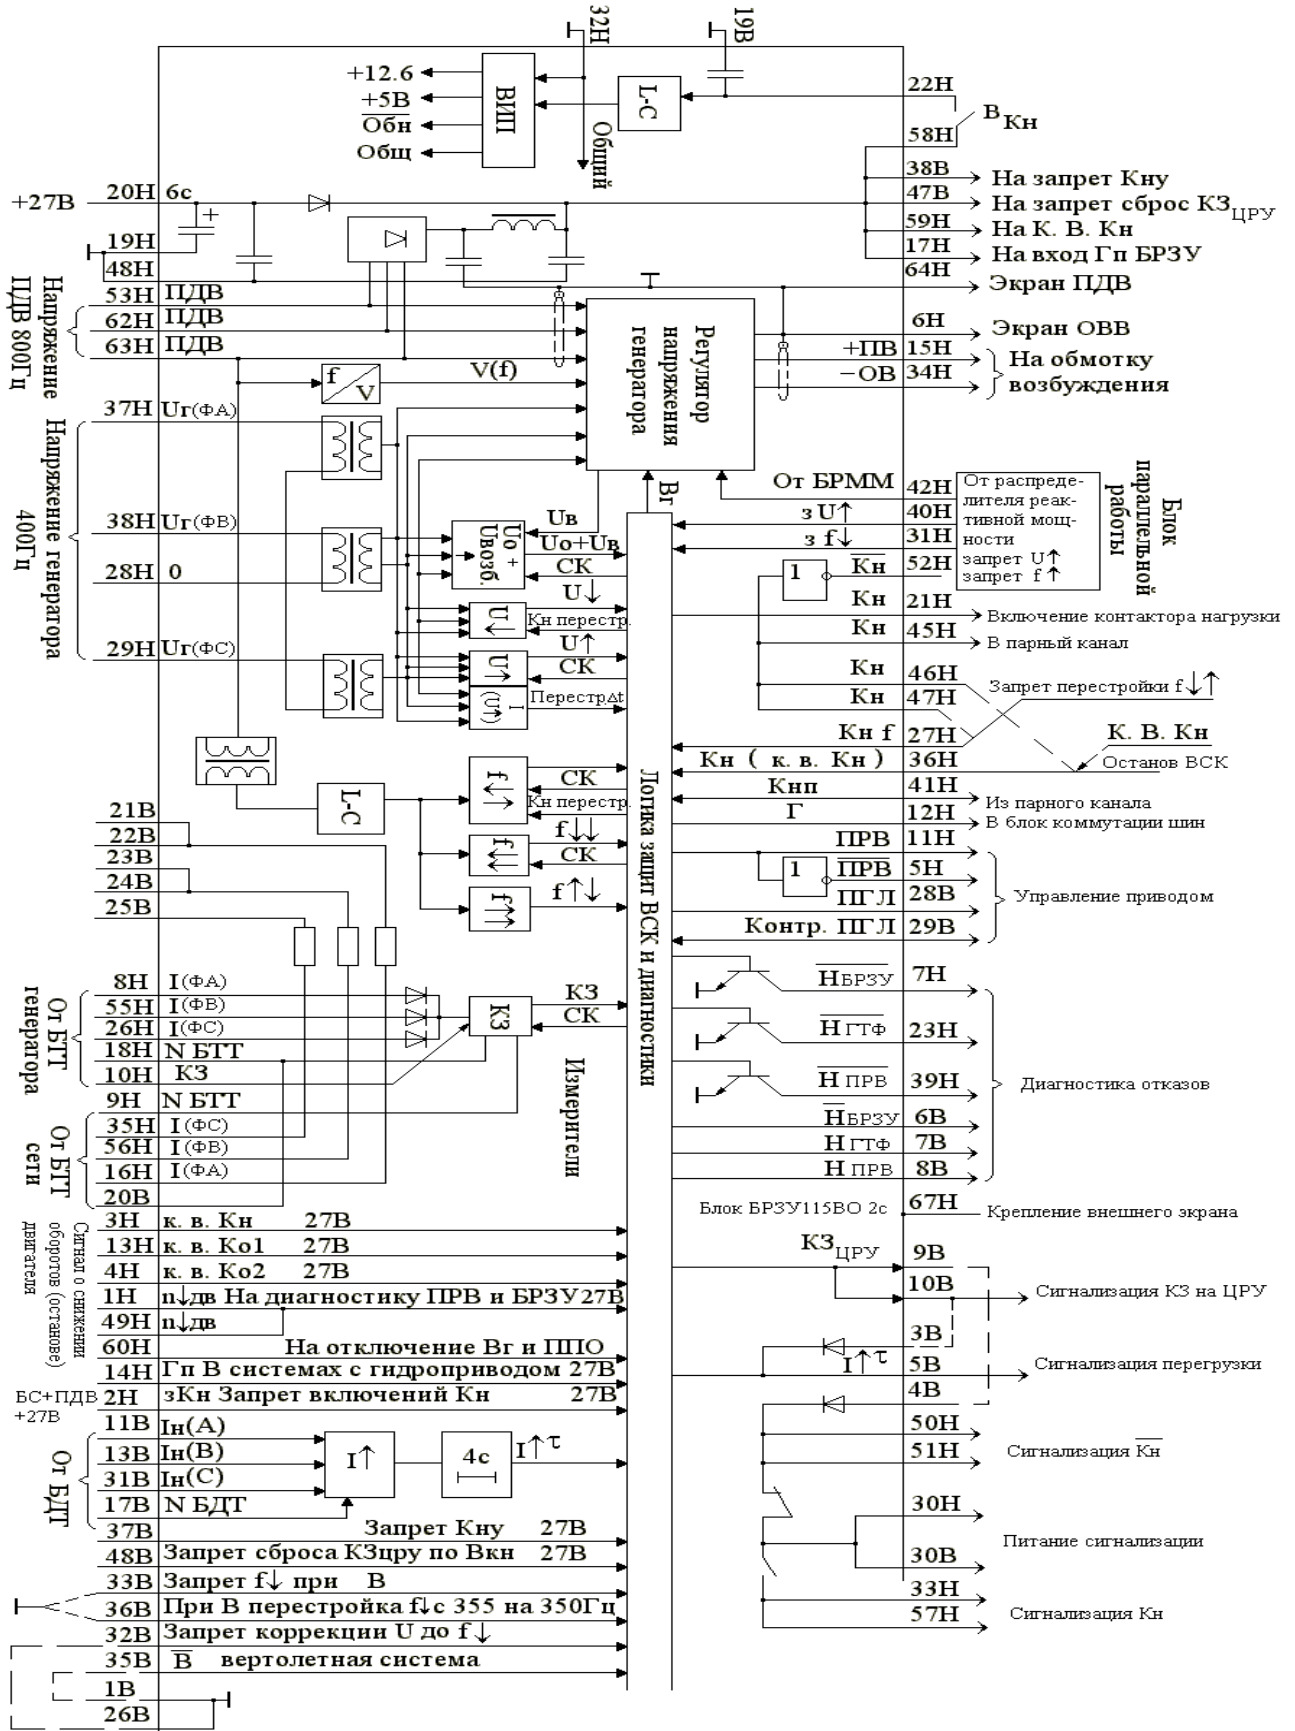 32Н
19В
+12.6
+5В
Обн
Общ
ВИП
L-C
Общий
22Н
58Н
В Кн
38В На запрет Кну
47В На запрет сброс КЗ ЦРУ
59Н На К. В. Кн
17Н На вход Гп БРЗУ
64Н Экран ПДВ
+27В 20Н 6с
19Н
48Н
Напряжение ПДВ 800Гц
53Н ПДВ
62Н ПДВ
63Н ПДВ
f
V
V(f)
Регулятор напряжения генератора
6Н Экран ОВВ
+ПВ 15Н На обмотку
−ОВ 34Н возбуждения
Напряжение генератора 400Гц
37Н Uг(ФА)
38Н Uг(ФВ)
28Н 0
29Н Uг(ФС)
Вг
От БРММ 42Н
з U↑ 40Н
з f↓ 31Н
От распреде-
лителя реак-
тивной мощ-
ности
запрет U↑
запрет f↑
Блок параллельной работы
Uв
Uо + Uвозб.
Uо+Uв
СК
U↓
U↓
Кн перестр.
U↑
U↑
СК
I (U↑)
Перестр.Δt
1
Кн 52Н
Кн 21Н Включение контактора нагрузки
Кн 45Н В парный канал
Кн 46Н
Кн 47Н
Запрет перестройки f↓↑
Кн f 27Н К. В. Кн
Кн ( к. в. Кн ) 36Н Останов ВСК
Кнп 41Н Из парного канала
Г 12Н В блок коммутации шин
L-C
f↓↑
СК
Кн перестр.
f↓↓
f↓↓
СК
f↑↓
ПРВ 11Н
1
ПРВ 5Н
ПГЛ 28В
Контр. ПГЛ 29В
Управление приводом
21В
22В
23В
24В
25В
Логика защит ВСК и диагностики
От БТТ генератора
8Н I(ФА)
55Н I(ФВ)
26Н I(ФС)
18Н N БТТ
10Н КЗ
КЗ
КЗ
СК
Измерители
От БТТ сети
9Н N БТТ
35Н I(ФС)
56Н I(ФВ)
16Н I(ФА)
20В
Н БРЗУ 7Н
Н ГТФ 23Н
Н ПРВ 39Н
Н БРЗУ 6В
Н ГТФ 7В
Н ПРВ 8В
Диагностика отказов
Блок БРЗУ115ВО 2с 67Н Крепление внешнего экрана
3Н к. в. Кн 27В
13Н к. в. Ко1 27В
4Н к. в. Ко2 27В
Сигнал о снижении оборотов (останове) двигателя
1Н n↓дв На диагностику ПРВ и БРЗУ27В
49Н n↓дв
60Н На отключение Вг и ППО
14Н Гп В системах с гидроприводом 27В
БС+ПДВ 2Н зКн Запрет включений Кн 27В
+27В
КЗ ЦРУ 9В
10В Сигнализация КЗ на ЦРУ
3В
I↑τ 5В Сигнализация перегрузки
4В
50Н
51Н Сигнализация Кн
30Н
Питание сигнализации
30В
33Н
57Н Сигнализация Кн
От БДТ
11В Iн(А)
13В Iн(В)
31В Iн(С)
17В N БДТ
I↑
4с
I↑τ
37В Запрет Кну 27В
48В Запрет сброса КЗцру по Вкн 27В
33В Запрет f↓ при В
36В При В перестройка f↓с 355 на 350Гц
32В Запрет коррекции U до f↓
35В В вертолетная система
1В
26В